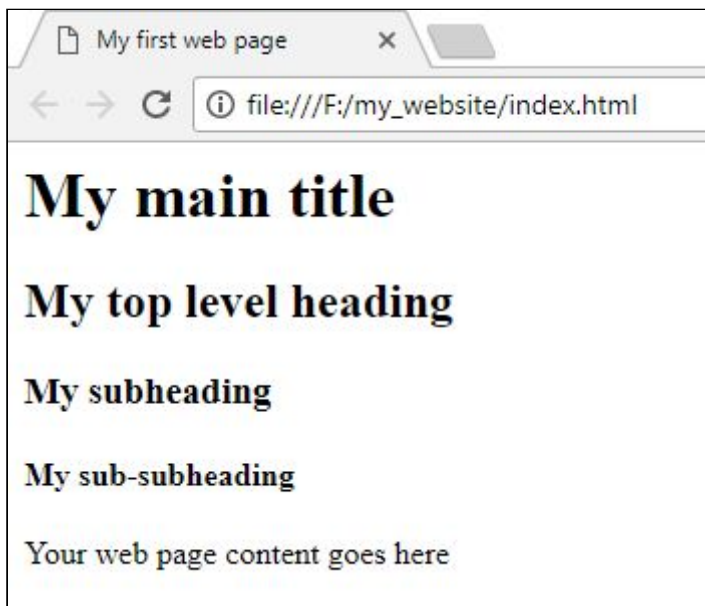 My first web page
file:///F:/my_website/index.html
My main title
My top level heading
My subheading
My sub-subheading
Your web page content goes here